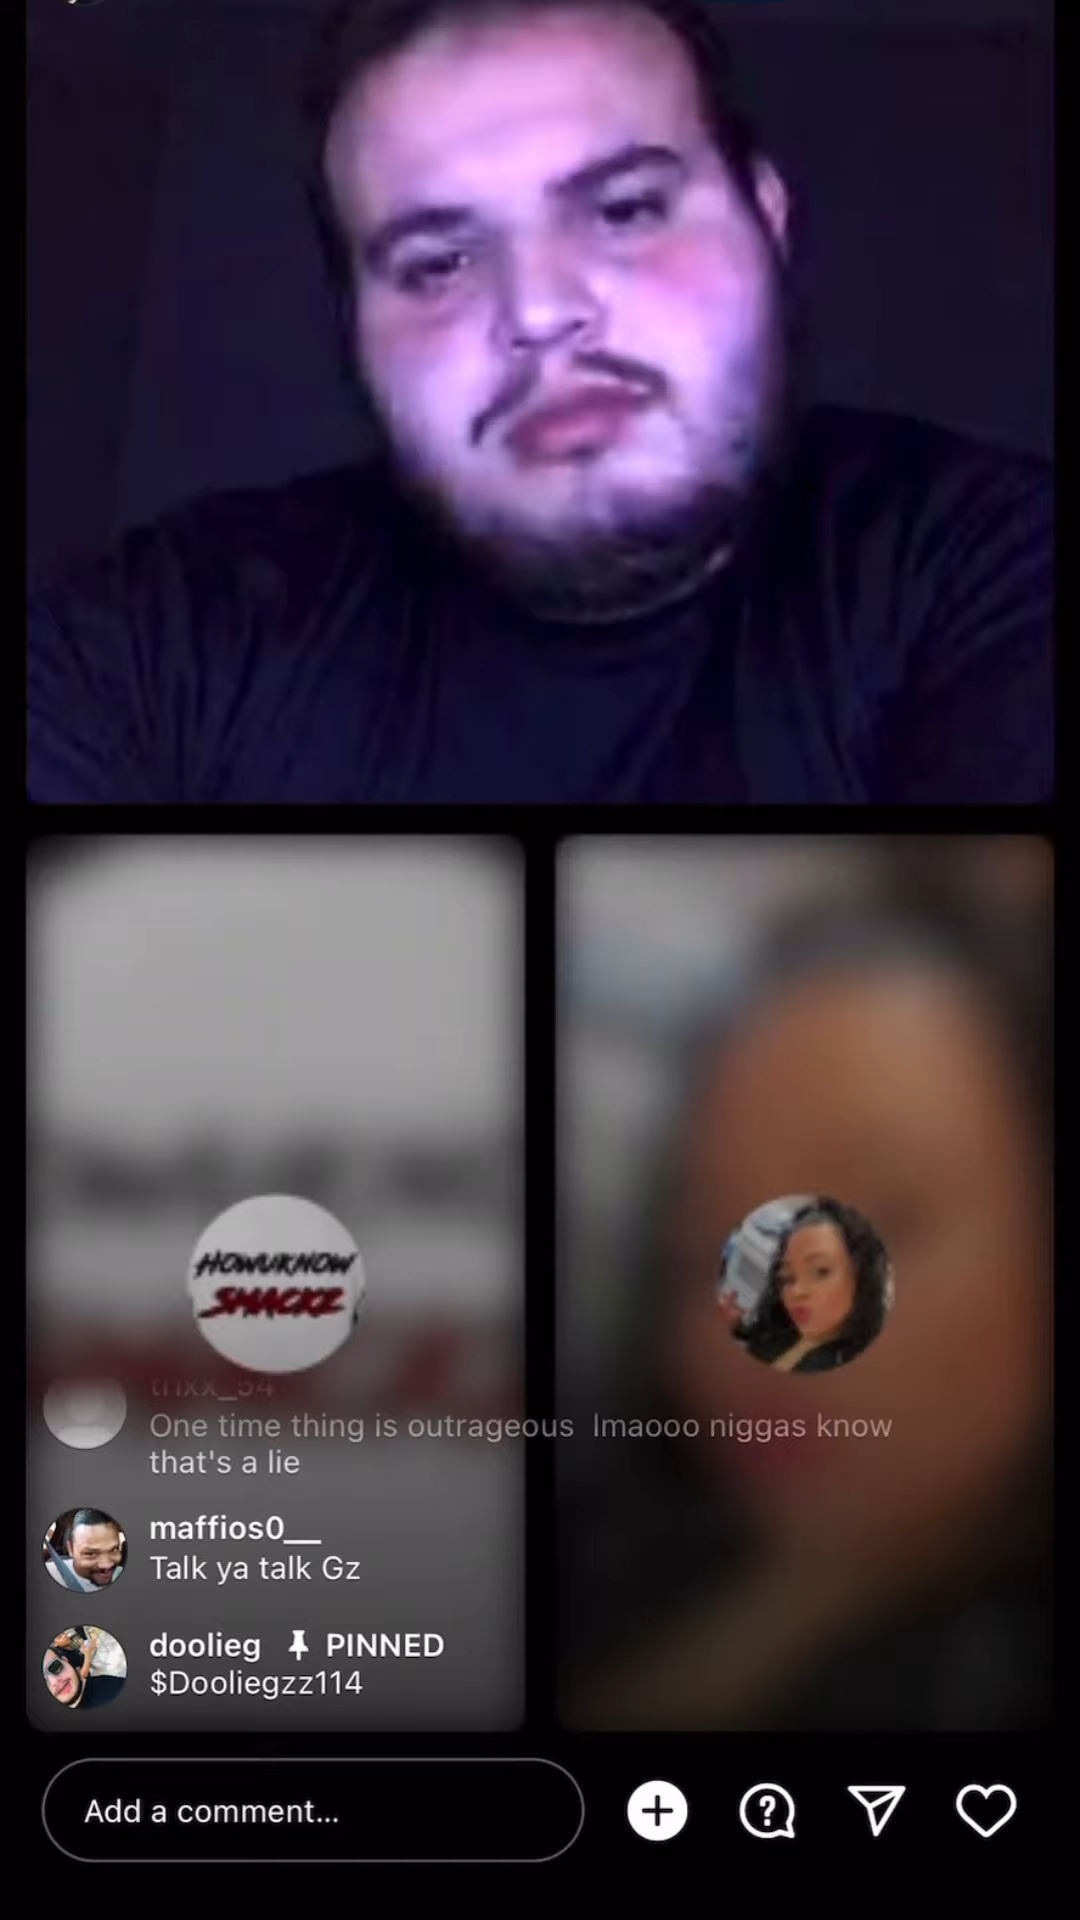 HOWUKNOW
SMACKZ
trixx_54
One time thing is outrageous lmaooo niggas know
that's a lie
maffios0__
Talk ya talk Gz
doolieg PINNED
$Dooliegzz114
Add a comment...